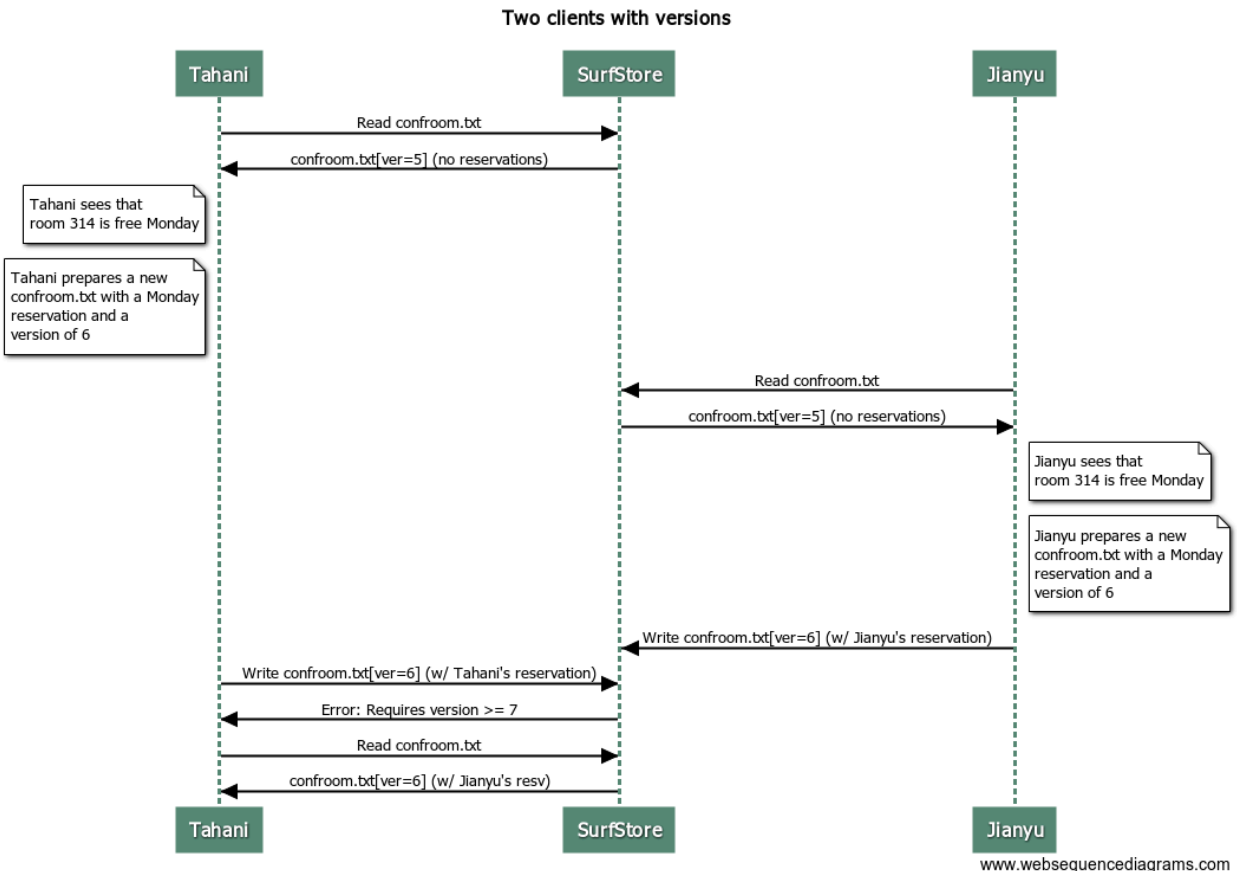 Two clients with versions
Tahani
SurfStore
Jianyu
Read confroom.txt
confroom.txt[ver=5] (no reservations)
Tahani sees that
room 314 is free Monday
Tahani prepares a new
confroom.txt with a Monday
reservation and a
version of 6
Read confroom.txt
confroom.txt[ver=5] (no reservations)
Jianyu sees that
room 314 is free Monday
Jianyu prepares a new
confroom.txt with a Monday
reservation and a
version of 6
Write confroom.txt[ver=6] (w/ Jianyu's reservation)
Write confroom.txt[ver=6] (w/ Tahani's reservation)
Error: Requires version >= 7
Read confroom.txt
confroom.txt[ver=6] (w/ Jianyu's resv)
Tahani
SurfStore
Jianyu
www.websequencediagrams.com